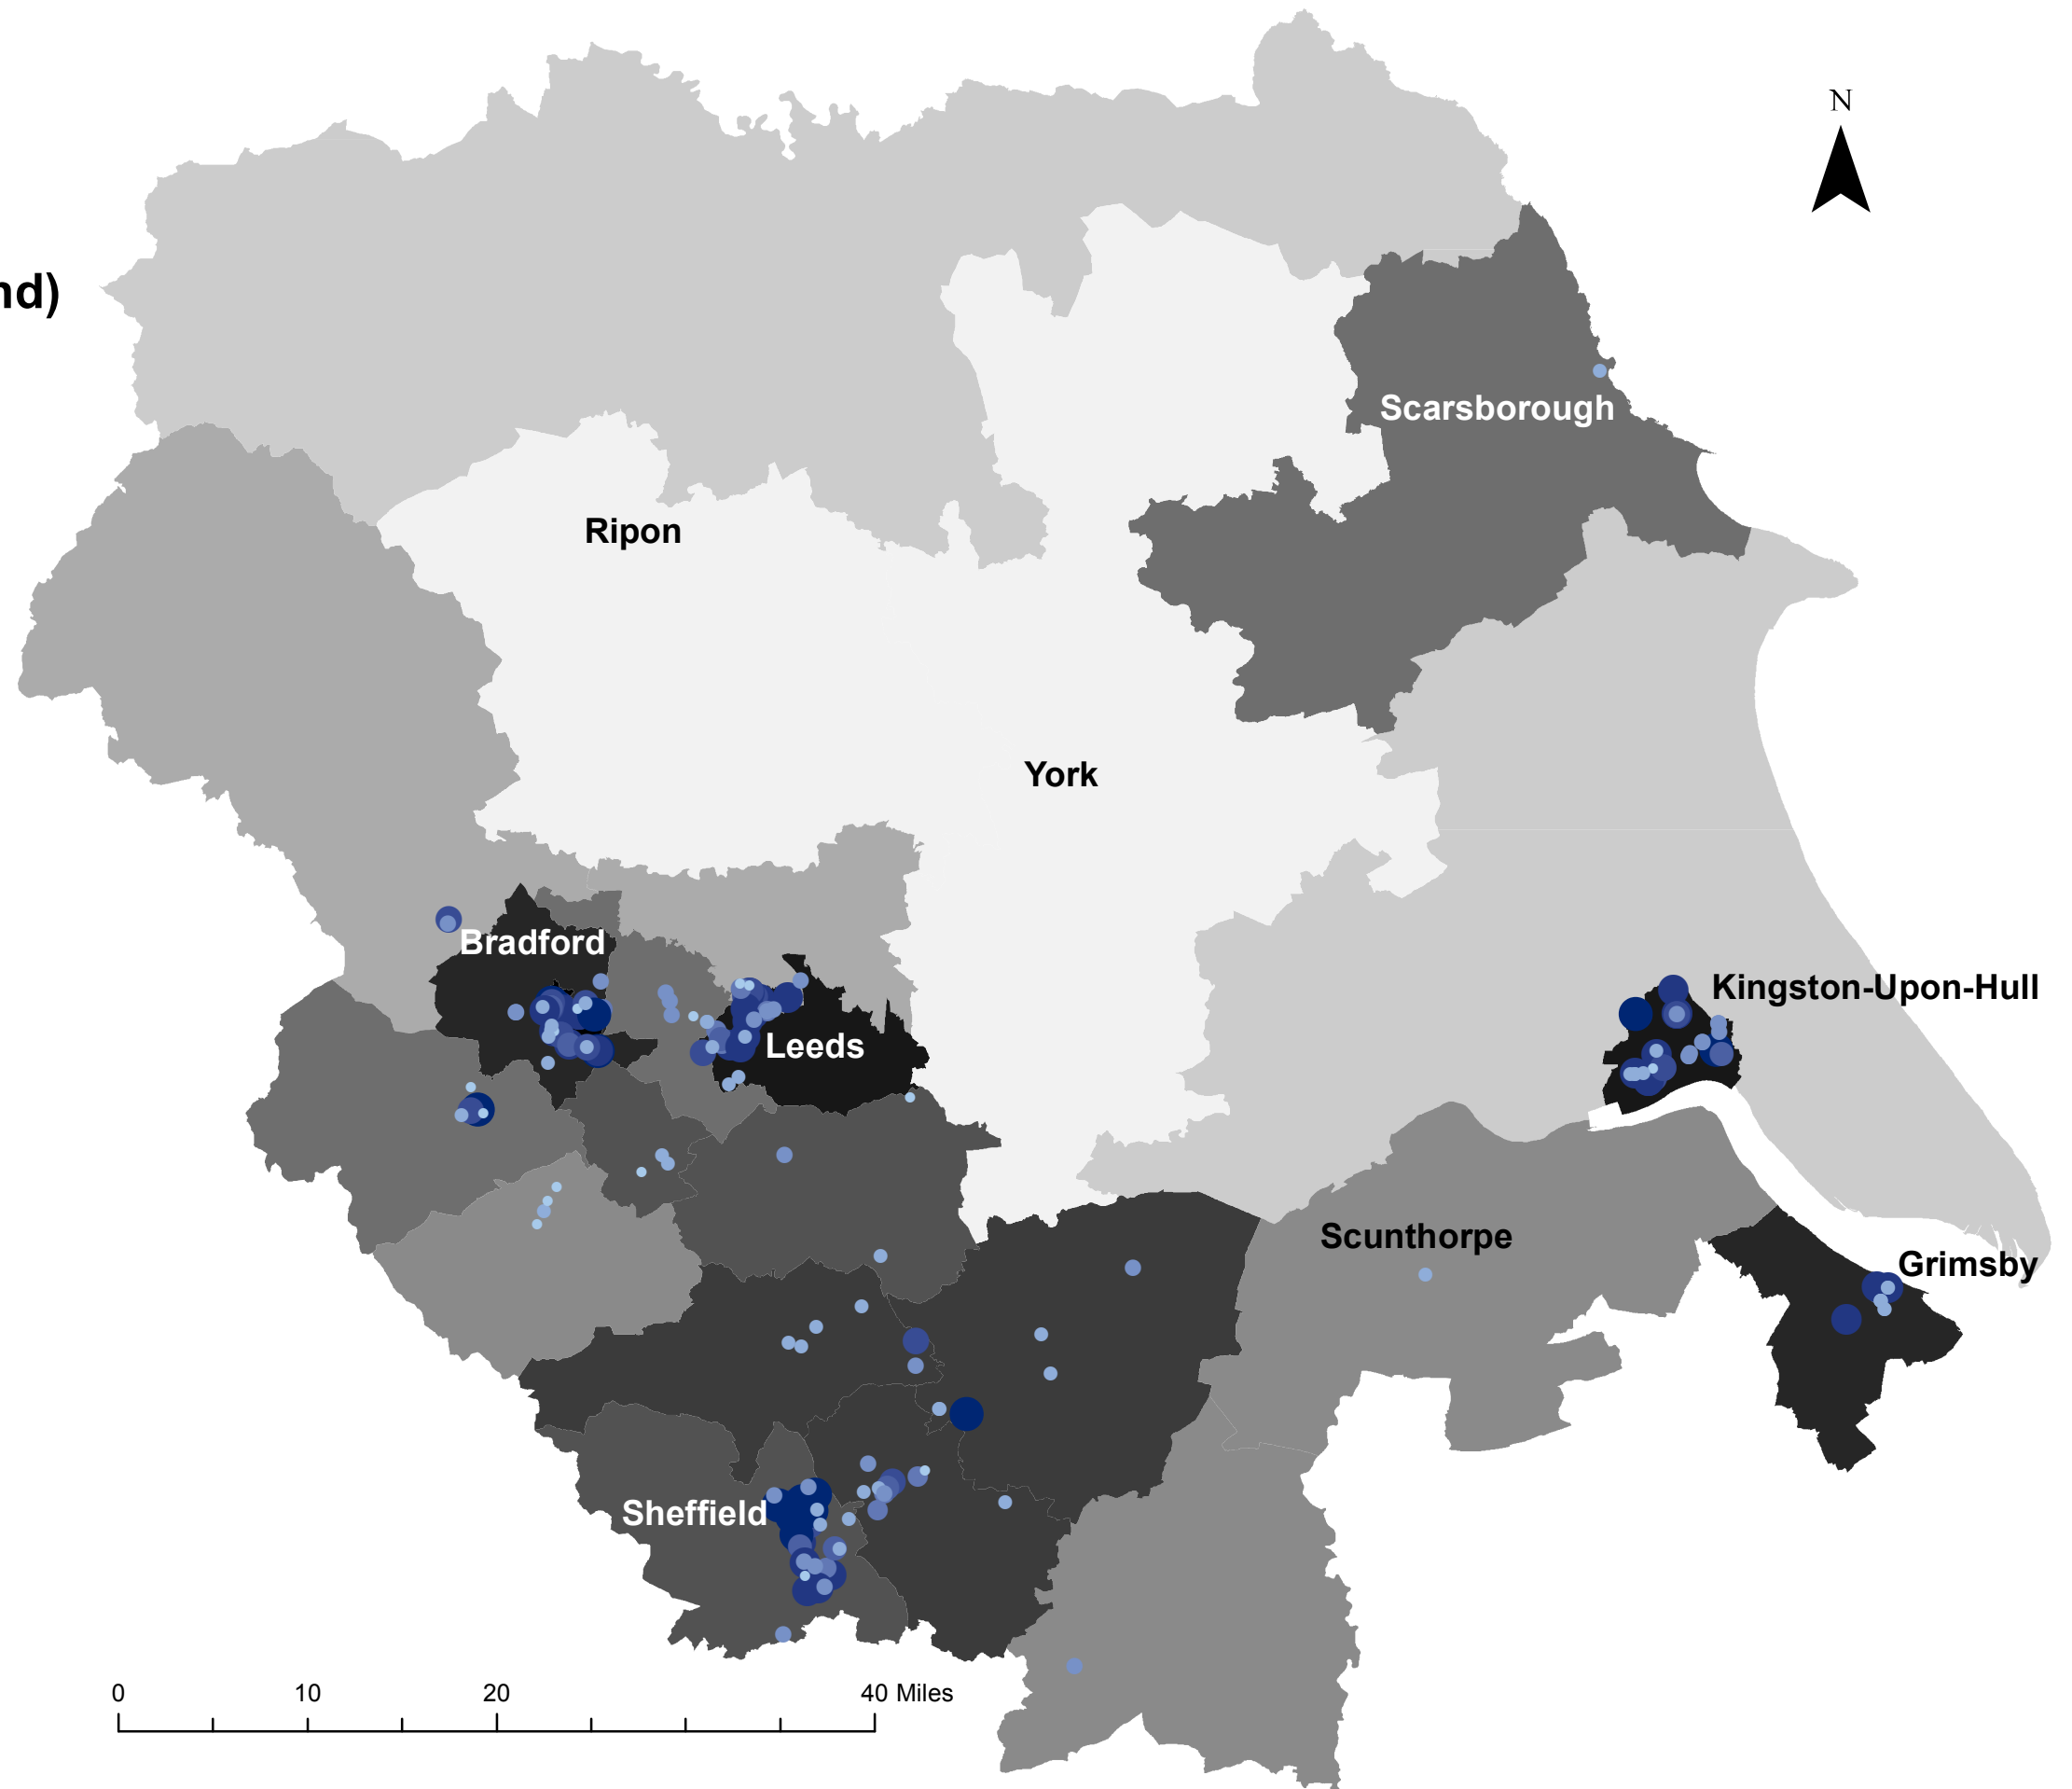 N
nd)
Scarsborough
Ripon
York
Bradford
Kingston-Upon-Hull
Leeds
Scunthorpe
Grimsby
Sheffield
0 10 20 40 Miles